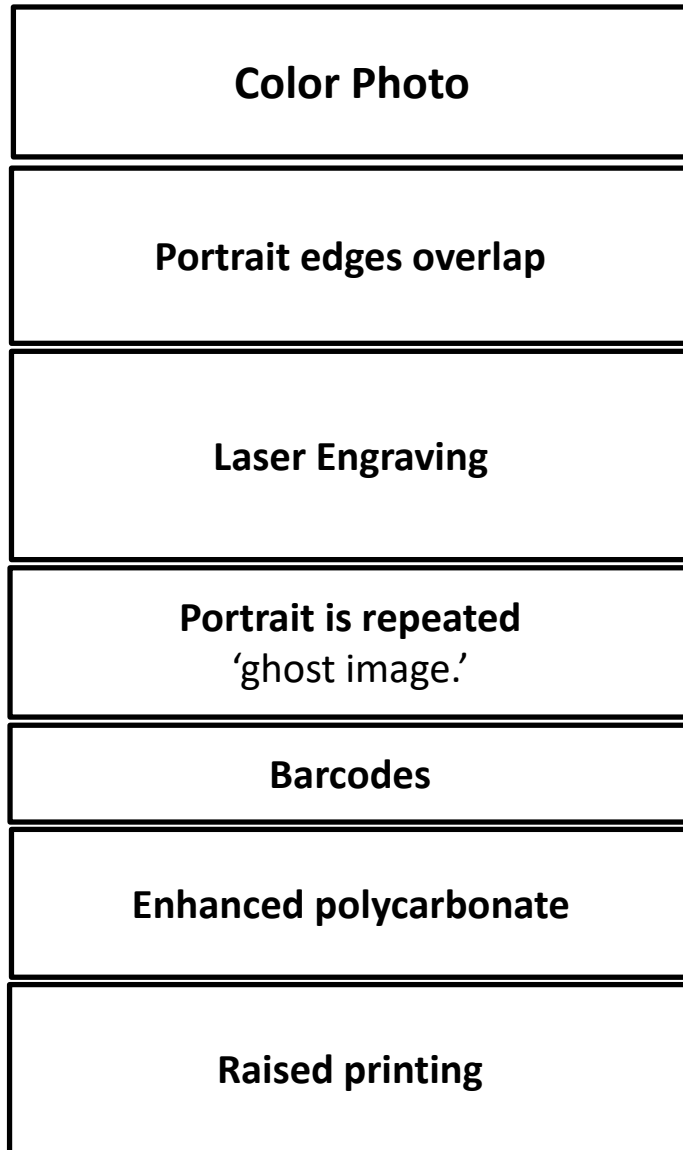 Color Photo
Portrait edges overlap
Laser Engraving
Portrait is repeated
‘ghost image.’
Barcodes
Enhanced polycarbonate
Raised printing